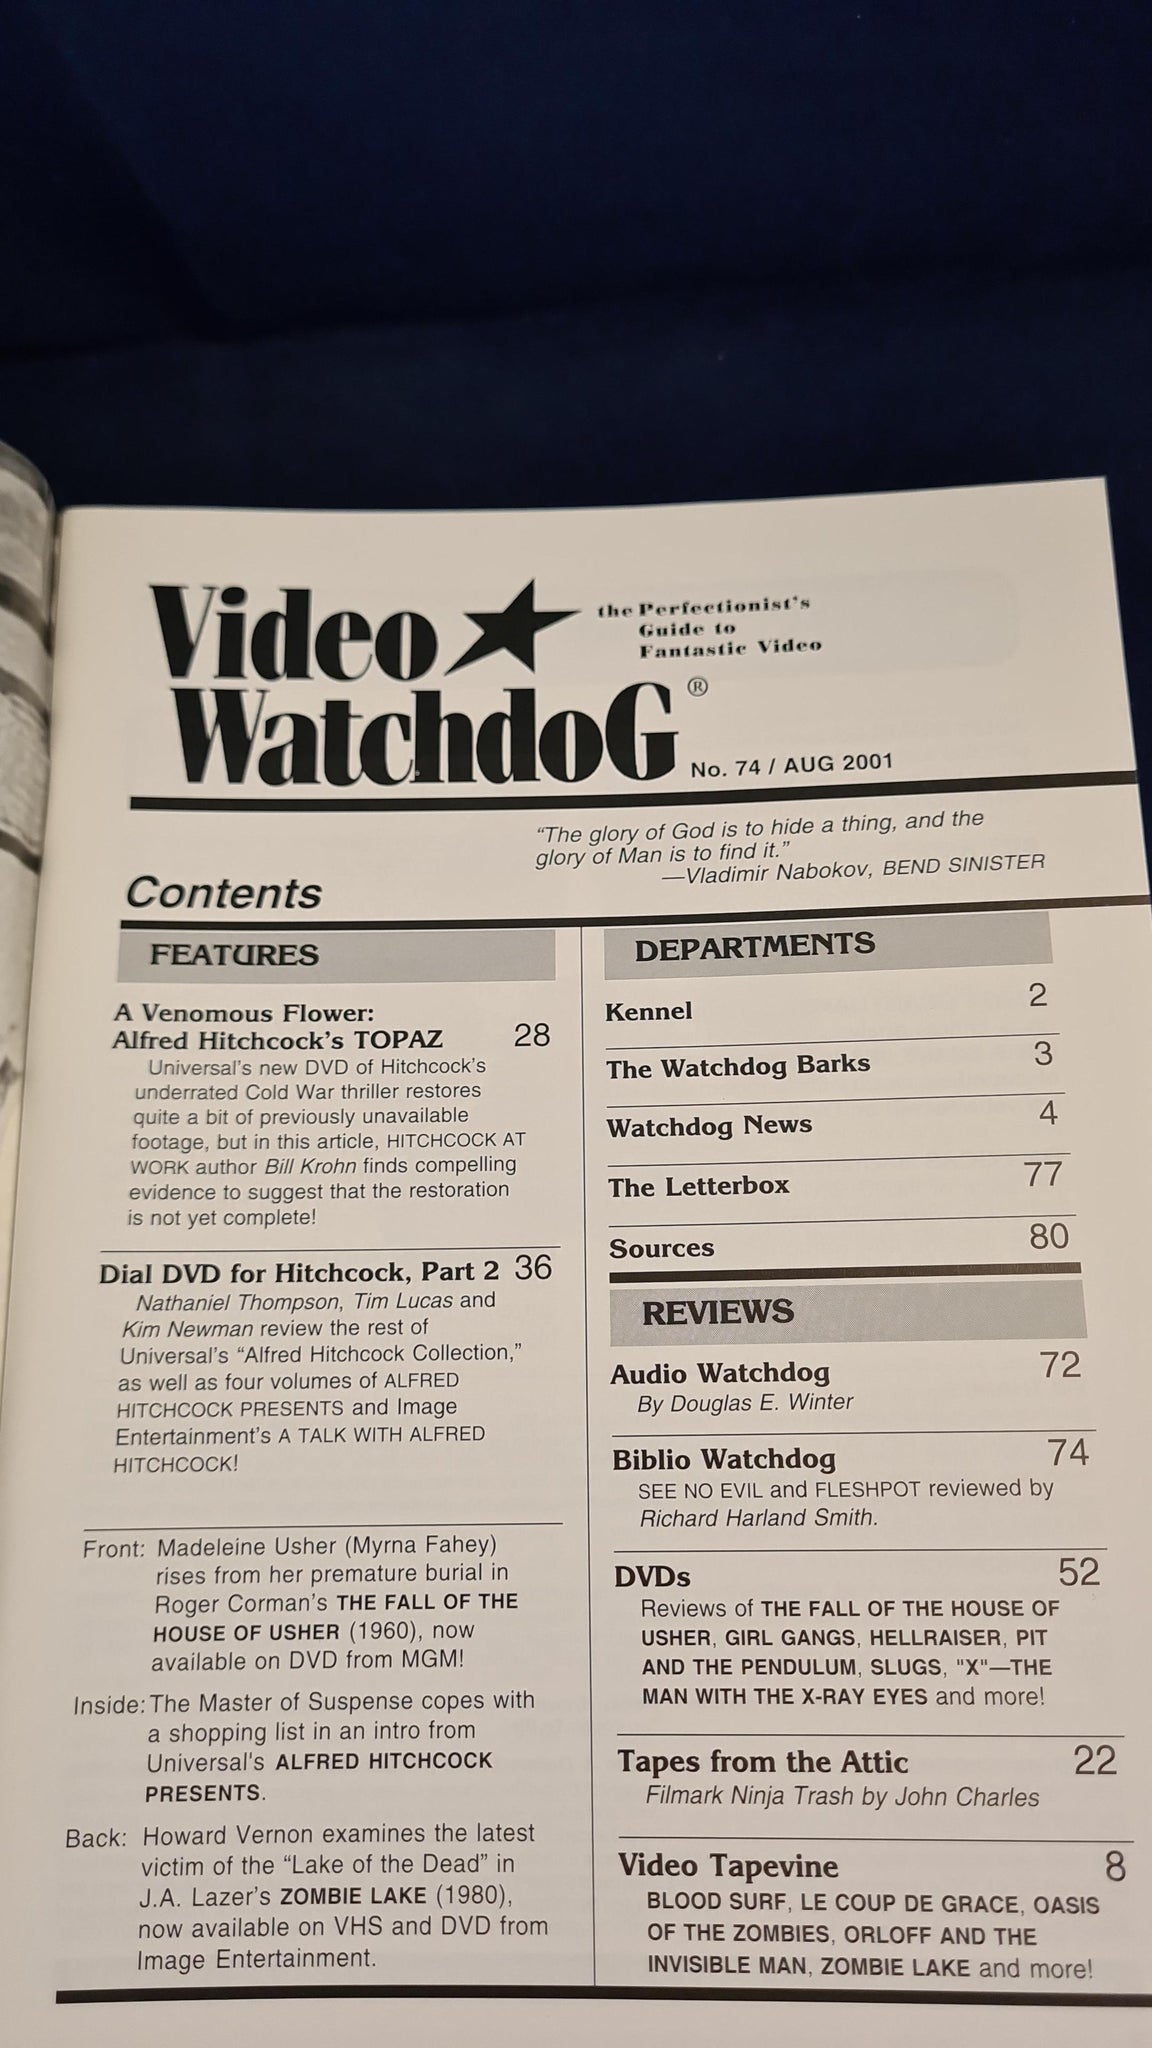 Video ★ WatchdoG ®
the Perfectionist's
Guide to
Fantastic Video
No. 74 / AUG 2001
“The glory of God is to hide a thing, and the
glory of Man is to find it.”
—Vladimir Nabokov, BEND SINISTER
Contents
FEATURES
A Venomous Flower:
Alfred Hitchcock's TOPAZ 28
Universal's new DVD of Hitchcock's
underrated Cold War thriller restores
quite a bit of previously unavailable
footage, but in this article, HITCHCOCK AT
WORK author Bill Krohn finds compelling
evidence to suggest that the restoration
is not yet complete!
Dial DVD for Hitchcock, Part 2 36
Nathaniel Thompson, Tim Lucas and
Kim Newman review the rest of
Universal's “Alfred Hitchcock Collection,”
as well as four volumes of ALFRED
HITCHCOCK PRESENTS and Image
Entertainment's A TALK WITH ALFRED
HITCHCOCK!
Front: Madeleine Usher (Myrna Fahey)
rises from her premature burial in
Roger Corman's THE FALL OF THE
HOUSE OF USHER (1960), now
available on DVD from MGM!
Inside: The Master of Suspense copes with
a shopping list in an intro from
Universal's ALFRED HITCHCOCK
PRESENTS.
Back: Howard Vernon examines the latest
victim of the “Lake of the Dead” in
J.A. Lazer's ZOMBIE LAKE (1980),
now available on VHS and DVD from
Image Entertainment.
DEPARTMENTS
Kennel 2
The Watchdog Barks 3
Watchdog News 4
The Letterbox 77
Sources 80
REVIEWS
Audio Watchdog 72
By Douglas E. Winter
Biblio Watchdog 74
SEE NO EVIL and FLESHPOT reviewed by
Richard Harland Smith.
DVDs 52
Reviews of THE FALL OF THE HOUSE OF
USHER, GIRL GANGS, HELLRAISER, PIT
AND THE PENDULUM, SLUGS, "X"—THE
MAN WITH THE X-RAY EYES and more!
Tapes from the Attic 22
Filmark Ninja Trash by John Charles
Video Tapevine 8
BLOOD SURF, LE COUP DE GRACE, OASIS
OF THE ZOMBIES, ORLOFF AND THE
INVISIBLE MAN, ZOMBIE LAKE and more!